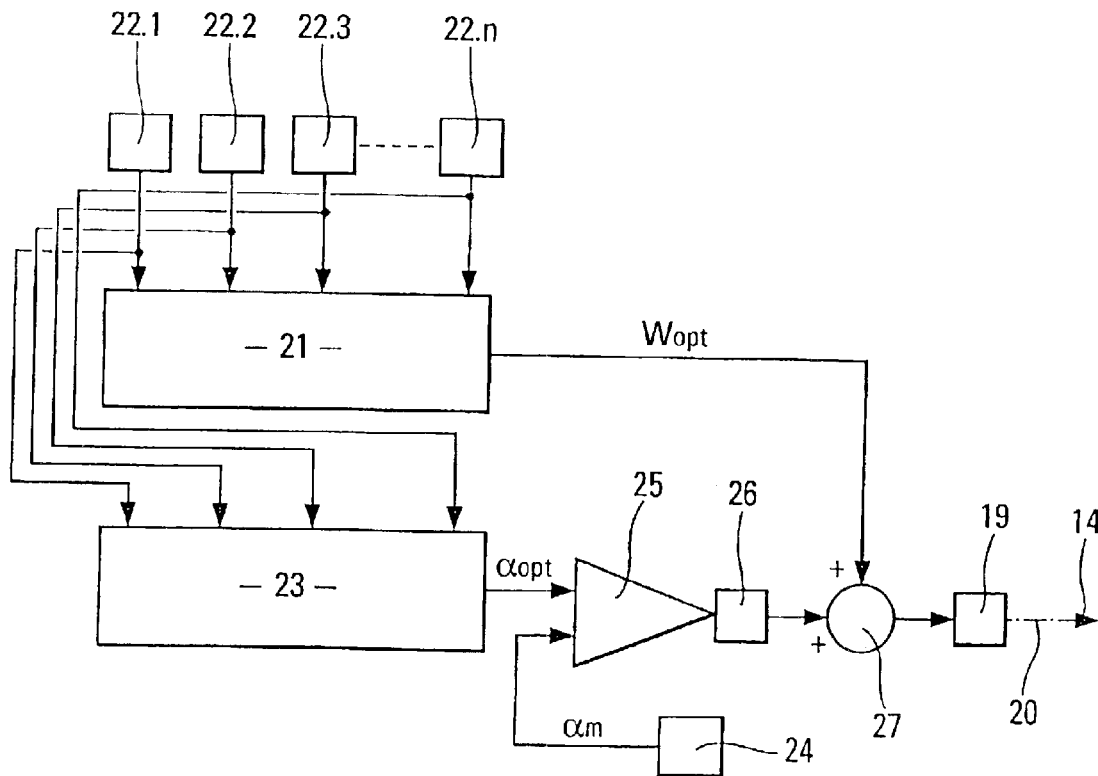 22.1 22.2 22.3 22.n
– 21 –
Wopt
– 23 –
αopt
25
26
+
+
27
19
14
20
αm
24